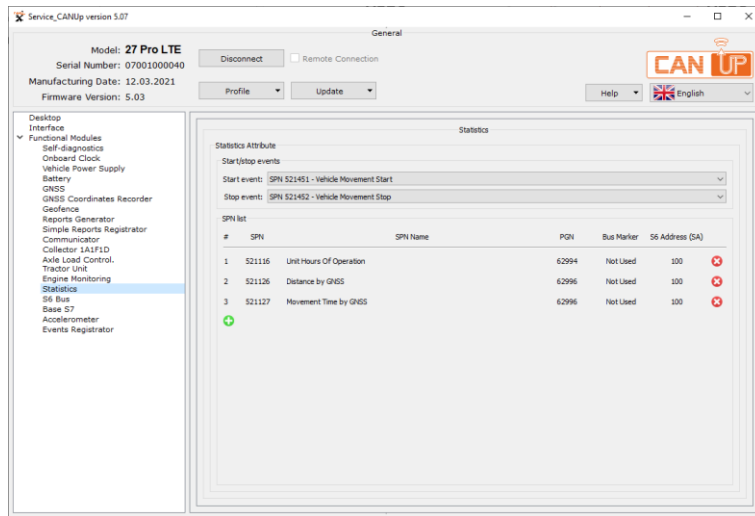 Service_CANUp version 5.07
General
Model: 27 Pro LTE
Serial Number: 07001000040
Manufacturing Date: 12.03.2021
Firmware Version: 5.03
Disconnect
Remote Connection
Profile
Update
CAN UP
Help
English
Desktop
Interface
Functional Modules
Self-diagnostics
Onboard Clock
Vehicle Power Supply
Battery
GNSS
GNSS Coordinates Recorder
Geofence
Reports Generator
Simple Reports Registrator
Communicator
Collector 1A1F1D
Axle Load Control.
Tractor Unit
Engine Monitoring
Statistics
S6 Bus
Base S7
Accelerometer
Events Registrator
Statistics
Statistics Attribute
Start/stop events
Start event: SPN 521451 - Vehicle Movement Start
Stop event: SPN 521452 - Vehicle Movement Stop
SPN list
# SPN SPN Name PGN Bus Marker S6 Address (SA)
1 521116 Unit Hours Of Operation 62994 Not Used 100
2 521126 Distance by GNSS 62996 Not Used 100
3 521127 Movement Time by GNSS 62996 Not Used 100